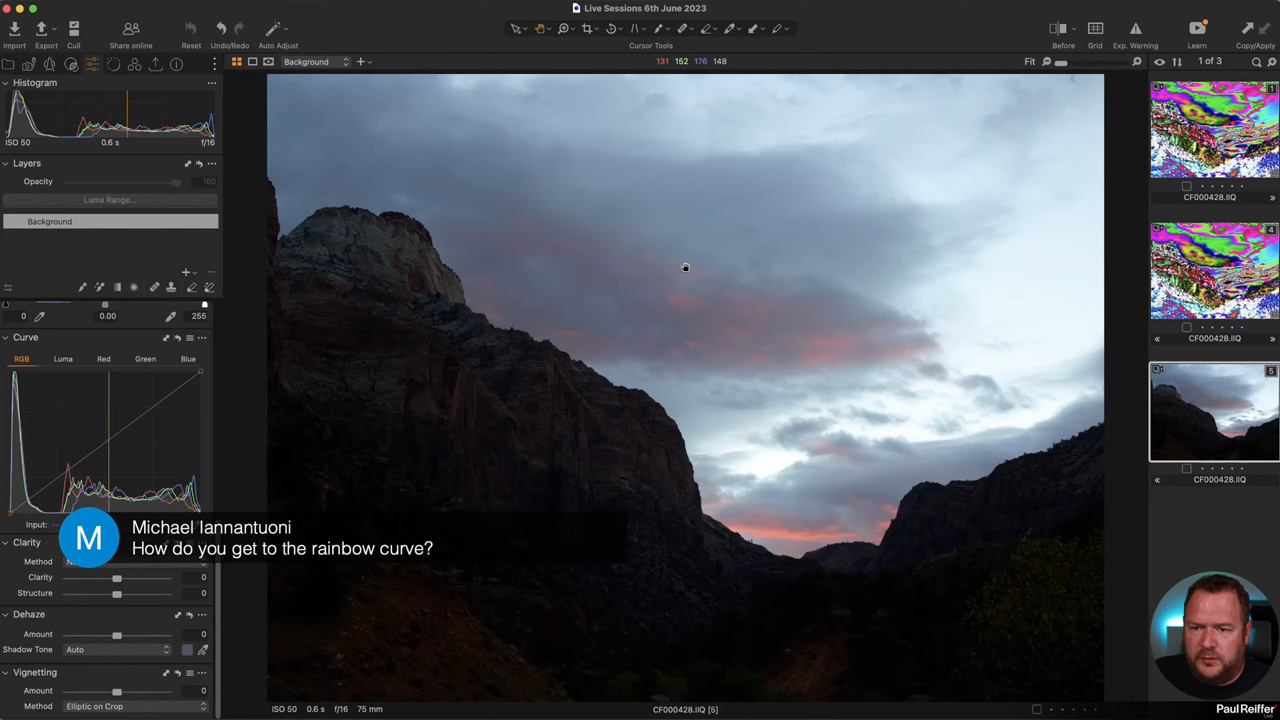 Live Sessions 6th June 2023
Import
Export
Cull
Share online
Reset
Undo/Redo
Auto Adjust
Cursor Tools
Before
Grid
Exp. Warning
Learn
Copy/Apply
Background
131 152 176 148
Fit
1 of 3
Histogram
ISO 50
0.6 s
f/16
Layers
Opacity
100
Luma Range...
Background
0
0.00
255
Curve
RGB
Luma
Red
Green
Blue
Input:
Clarity
Method
Clarity
0
Structure
0
Dehaze
Amount
0
Shadow Tone
Auto
Vignetting
Amount
0
Method
Elliptic on Crop
M
Michael Iannantuoni
How do you get to the rainbow curve?
ISO 50
0.6 s
f/16
75 mm
CF000428.IIQ [5]
1
CF000428.IIQ
4
CF000428.IIQ
5
CF000428.IIQ
Paul Reiffer
Live